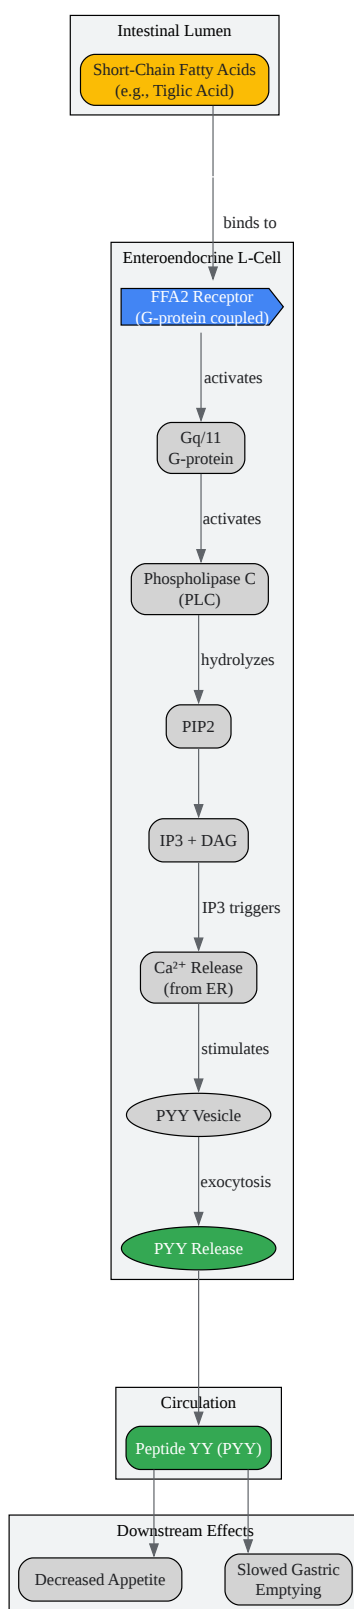 Intestinal Lumen
Short-Chain Fatty Acids
(e.g., Tiglic Acid)
binds to
Enteroendocrine L-Cell
FFA2 Receptor
(G-protein coupled)
activates
Gq/11
G-protein
activates
Phospholipase C
(PLC)
hydrolyzes
PIP2
IP3 + DAG
IP3 triggers
Ca²⁺ Release
(from ER)
stimulates
PYY Vesicle
exocytosis
PYY Release
Circulation
Peptide YY (PYY)
Downstream Effects
Decreased Appetite
Slowed Gastric
Emptying